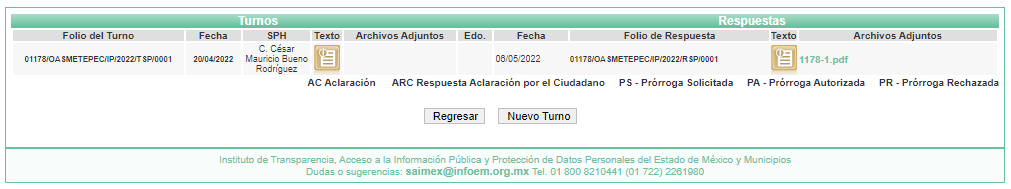 Turnos Respuestas
Folio del Turno Fecha SPH Texto Archivos Adjuntos Edo. Fecha Folio de Respuesta Texto Archivos Adjuntos
01178/OASMETEPEC/IP/2022/TSP/0001 20/04/2022 C. César Mauricio Bueno Rodríguez 06/05/2022 01178/OASMETEPEC/IP/2022/RSP/0001 1178-1.pdf
AC Aclaración ARC Respuesta Aclaración por el Ciudadano PS - Prórroga Solicitada PA - Prórroga Autorizada PR - Prórroga Rechazada
Regresar Nuevo Turno
Instituto de Transparencia, Acceso a la Información Pública y Protección de Datos Personales del Estado de México y Municipios
Dudas o sugerencias: saimex@infoem.org.mx Tel. 01 800 8210441 (01 722) 2261980